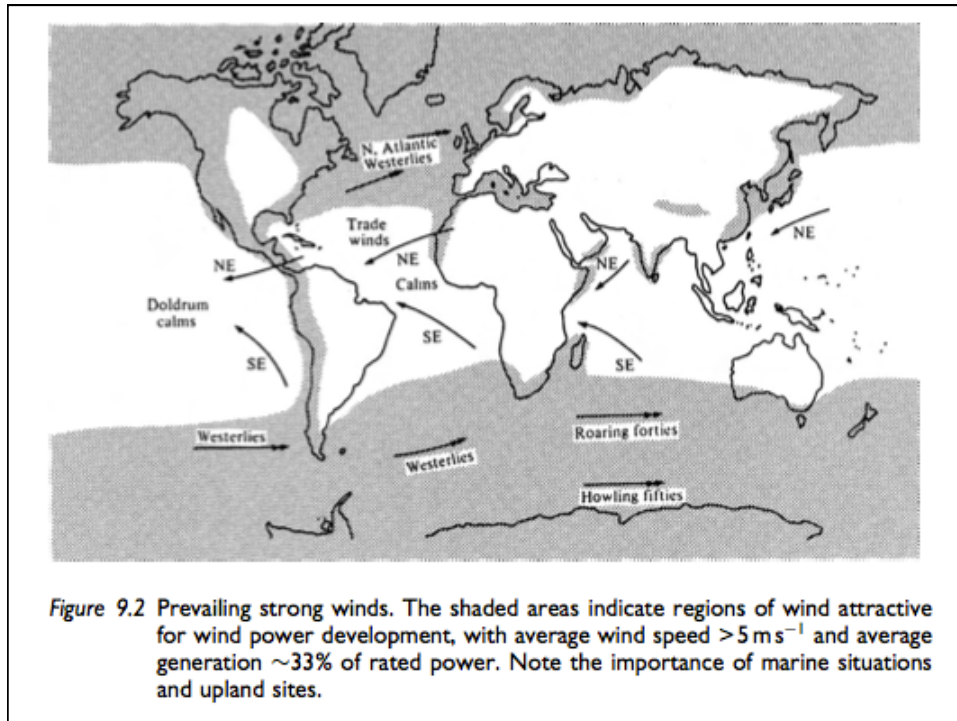 N. Atlantic
Westerlies
Trade
winds
NE
NE
NE
NE
Calms
Doldrum
calms
SE
SE
SE
Westerlies
Westerlies
Roaring forties
Howling fifties
Figure 9.2 Prevailing strong winds. The shaded areas indicate regions of wind attractive
for wind power development, with average wind speed >5 m s⁻¹ and average
generation ∼33% of rated power. Note the importance of marine situations
and upland sites.